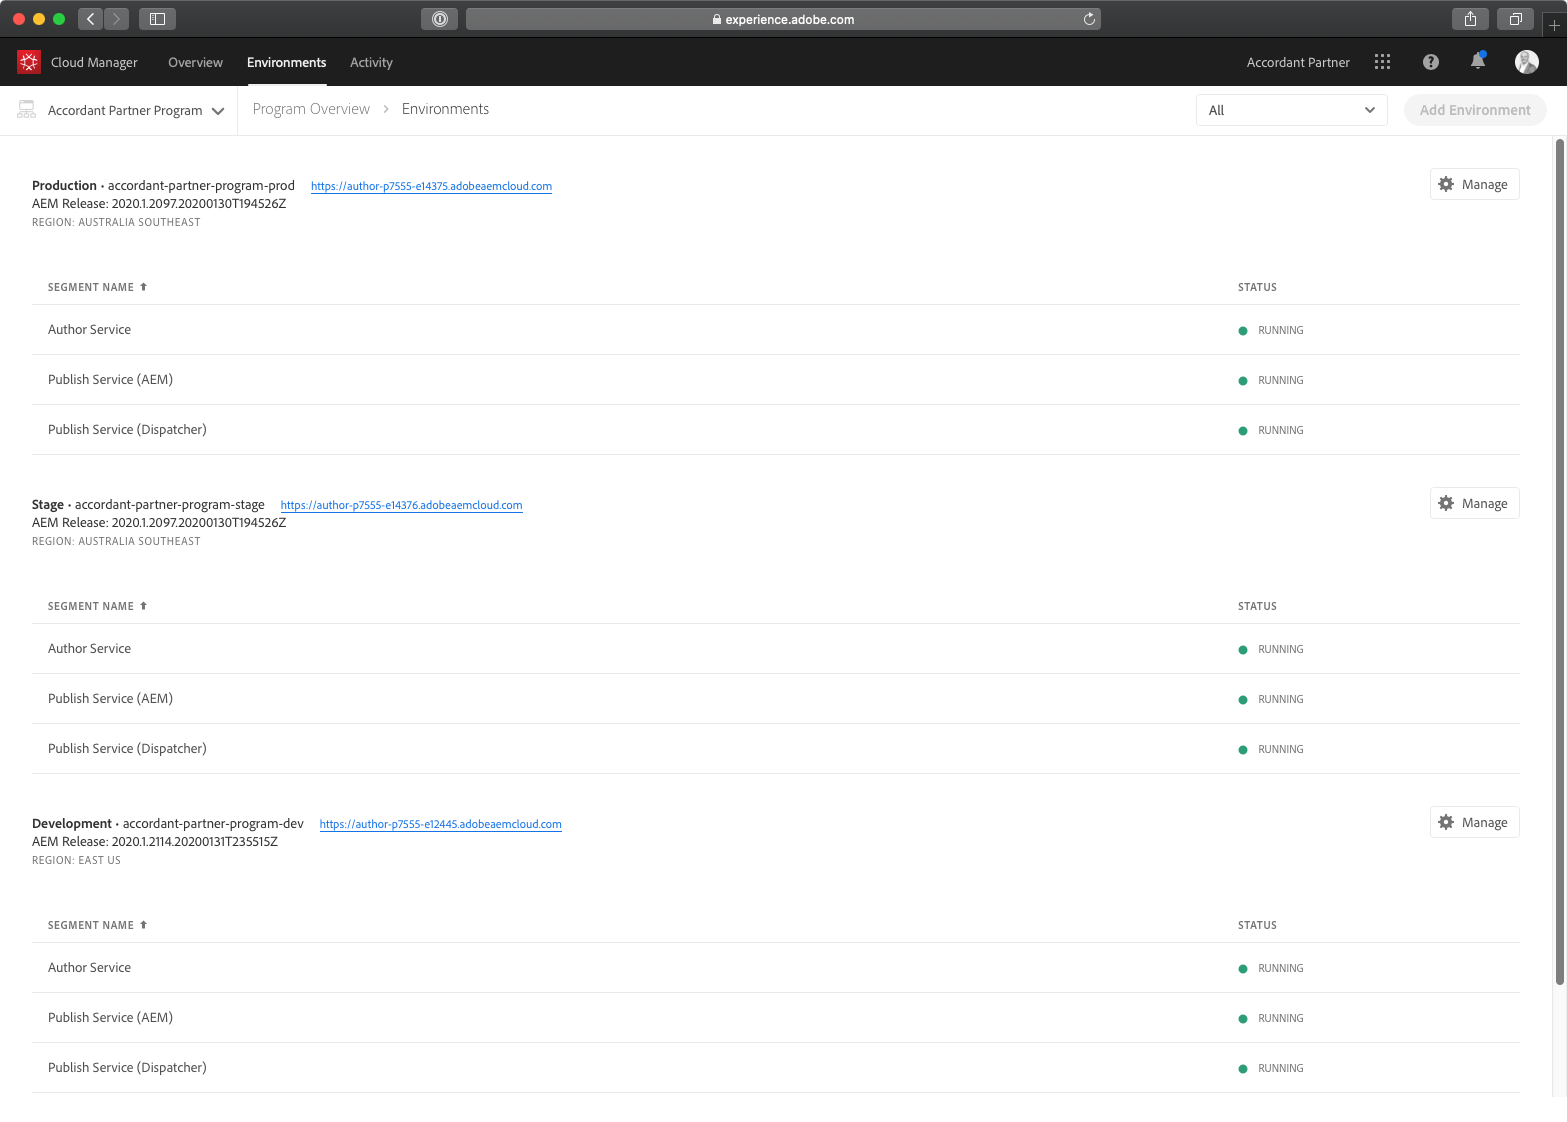 experience.adobe.com
Cloud Manager Overview Environments Activity Accordant Partner
Accordant Partner Program Program Overview > Environments All Add Environment
Production • accordant-partner-program-prod https://author-p7555-e14375.adobeaemcloud.com Manage
AEM Release: 2020.1.2097.20200130T194526Z
REGION: AUSTRALIA SOUTHEAST
SEGMENT NAME STATUS
Author Service RUNNING
Publish Service (AEM) RUNNING
Publish Service (Dispatcher) RUNNING
Stage • accordant-partner-program-stage https://author-p7555-e14376.adobeaemcloud.com Manage
AEM Release: 2020.1.2097.20200130T194526Z
REGION: AUSTRALIA SOUTHEAST
SEGMENT NAME STATUS
Author Service RUNNING
Publish Service (AEM) RUNNING
Publish Service (Dispatcher) RUNNING
Development • accordant-partner-program-dev https://author-p7555-e12445.adobeaemcloud.com Manage
AEM Release: 2020.1.2114.20200131T235515Z
REGION: EAST US
SEGMENT NAME STATUS
Author Service RUNNING
Publish Service (AEM) RUNNING
Publish Service (Dispatcher) RUNNING